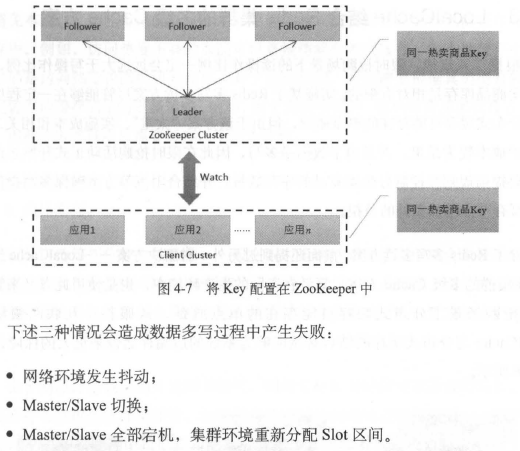 Follower
Follower
Follower
同一热卖商品Key
Leader
ZooKeeper Cluster
Watch
应用1
应用2
……
应用n
同一热卖商品Key
Client Cluster
图 4-7 将 Key 配置在 ZooKeeper 中
下述三种情况会造成数据多写过程中产生失败：
● 网络环境发生抖动；
● Master/Slave 切换；
● Master/Slave 全部宕机，集群环境重新分配 Slot 区间。